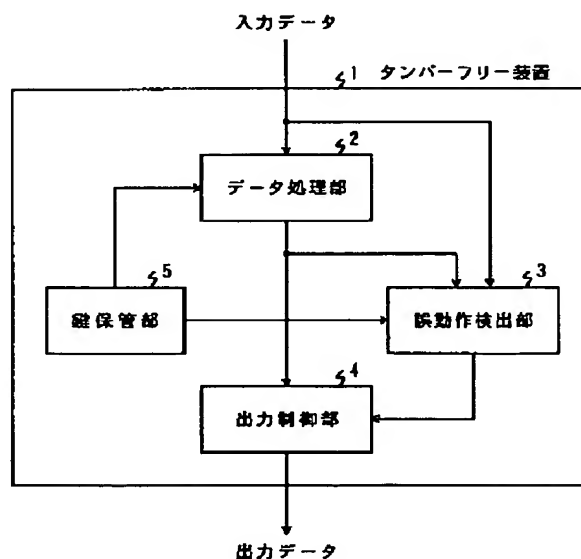 入力データ
1 タンパーフリー装置
2
データ処理部
5
3
鍵保管部
誤動作検出部
4
出力制御部
出力データ